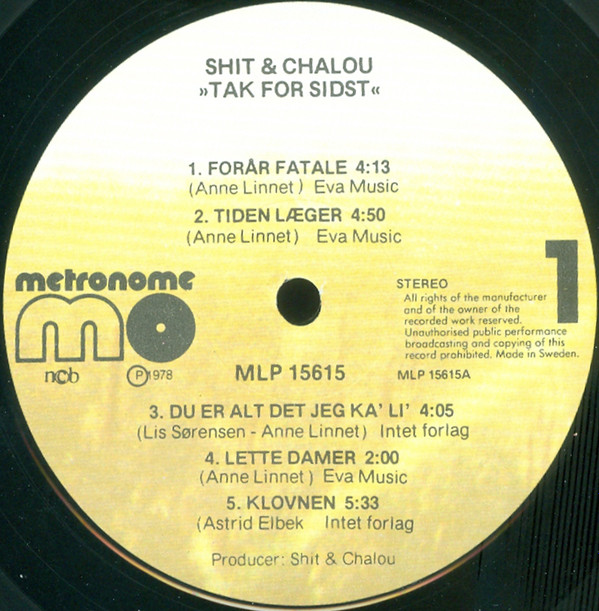 SHIT & CHALOU
»TAK FOR SIDST«
1. FORÅR FATALE 4:13
(Anne Linnet) Eva Music
2. TIDEN LÆGER 4:50
(Anne Linnet) Eva Music
metronome
mo
ncb
P 1978
MLP 15615
1
STEREO
All rights of the manufacturer
and of the owner of the
recorded work reserved.
Unauthorised public performance
broadcasting and copying of this
record prohibited. Made in Sweden.
MLP 15615A
3. DU ER ALT DET JEG KA' LI' 4:05
(Lis Sørensen - Anne Linnet) Intet forlag
4. LETTE DAMER 2:00
(Anne Linnet) Eva Music
5. KLOVNEN 5:33
(Astrid Elbek Intet forlag
Producer: Shit & Chalou